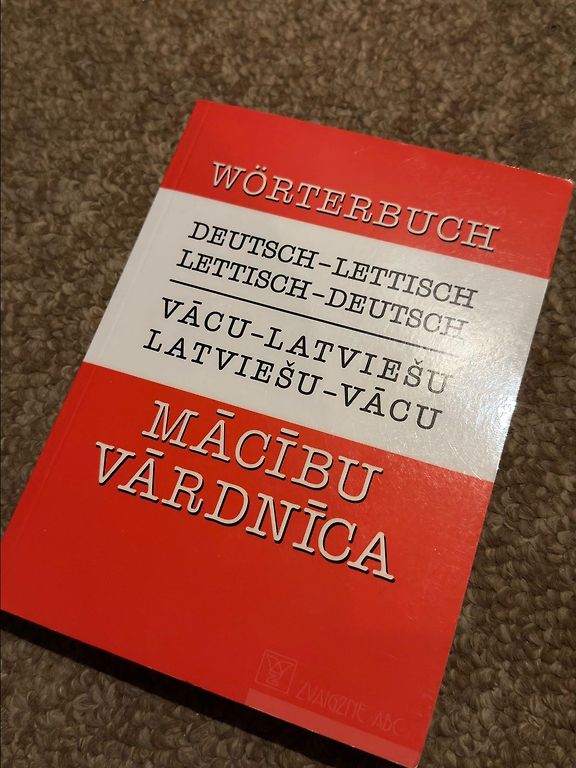 WÖRTERBUCH
DEUTSCH-LETTISCH
LETTISCH-DEUTSCH
VĀCU-LATVIEŠU
LATVIEŠU-VĀCU
MĀCĪBU
VĀRDNĪCA
ZVAIGZNE ABC